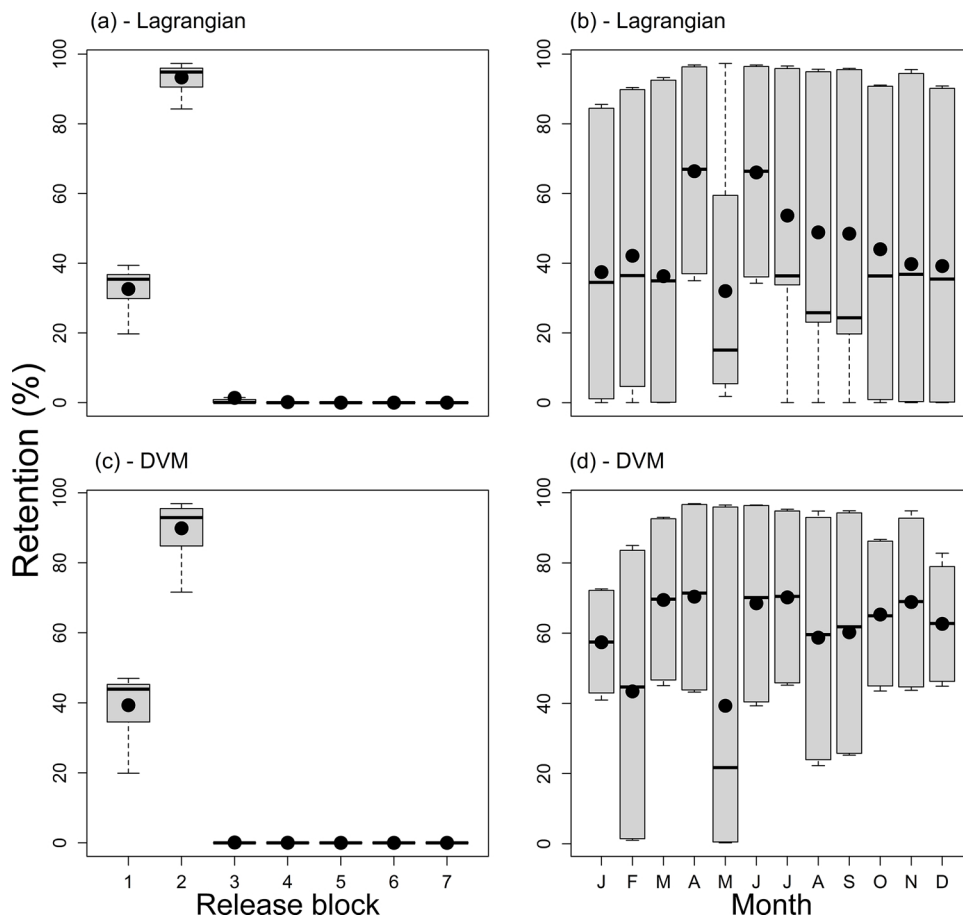 (a) - Lagrangian
(b) - Lagrangian
100
80
60
40
20
0
100
80
60
40
20
0
(c) - DVM
(d) - DVM
100
80
60
40
20
0
100
80
60
40
20
0
Retention (%)
1 2 3 4 5 6 7
J F M A M J J A S O N D
Release block
Month